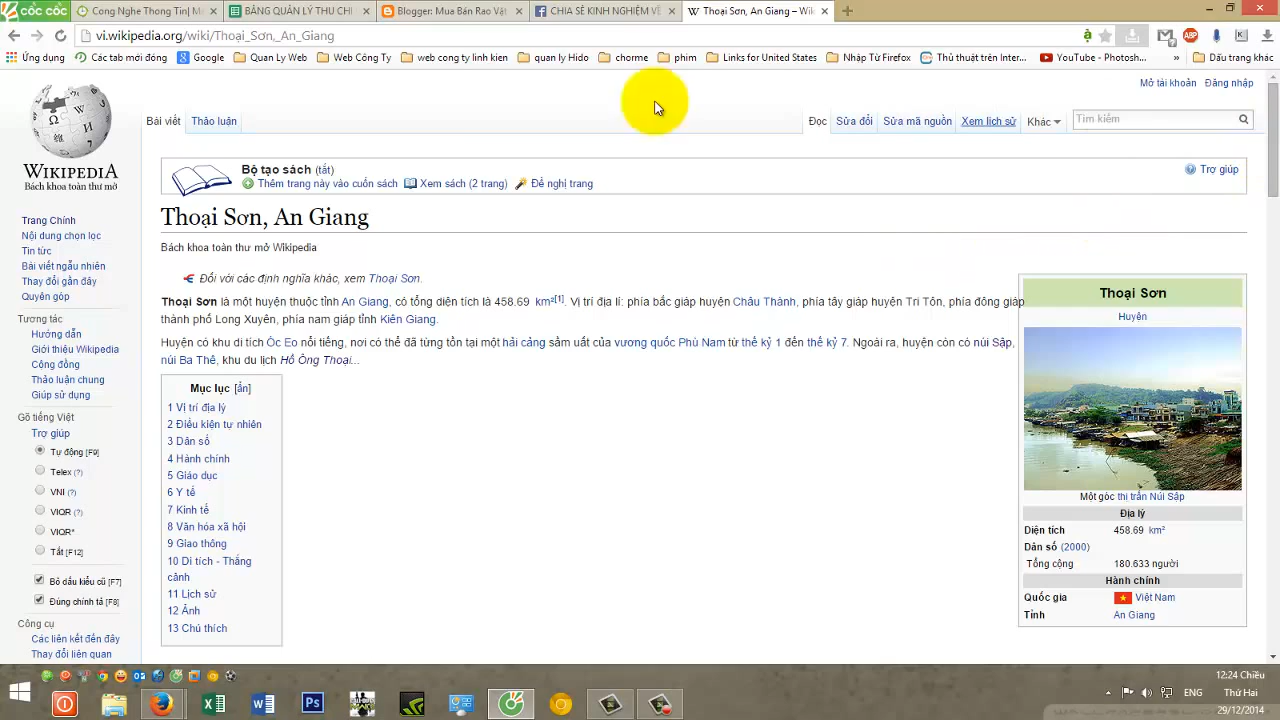 cốc cốc
Cong Nghe Thong Tin| M
BẢNG QUẢN LÝ THU CHI
Blogger: Mua Bán Rao Vặt
CHIA SẺ KINH NGHIỆM VỀ
Thoại Sơn, An Giang – Wi
vi.wikipedia.org/wiki/Thoại_Sơn,_An_Giang
Ứng dụng
Các tab mới đóng
Google
Quan Ly Web
Web Công Ty
web cong ty linh kien
quan ly Hido
chorme
phim
Links for United States
Nhập Từ Firefox
Thủ thuật trên Inter...
YouTube - Photosh...
»
Dấu trang khác
Mở tài khoản Đăng nhập
Bài viết Thảo luận
Đọc Sửa đổi Sửa mã nguồn Xem lịch sử Khác
Tìm kiếm
WIKIPEDIA
Bách khoa toàn thư mở
Bộ tạo sách (tắt)
Trợ giúp
Thêm trang này vào cuốn sách Xem sách (2 trang) Đề nghị trang
Thoại Sơn, An Giang
Bách khoa toàn thư mở Wikipedia
Đối với các định nghĩa khác, xem Thoại Sơn.
Thoại Sơn là một huyện thuộc tỉnh An Giang, có tổng diện tích là 458.69 km²[1]. Vị trí địa lí: phía bắc giáp huyện Châu Thành, phía tây giáp huyện Tri Tôn, phía đông giáp
thành phố Long Xuyên, phía nam giáp tỉnh Kiên Giang.
Huyện có khu di tích Óc Eo nổi tiếng, nơi có thể đã từng tồn tại một hải cảng sầm uất của vương quốc Phù Nam từ thế kỷ 1 đến thế kỷ 7. Ngoài ra, huyện còn có núi Sập,
núi Ba Thê, khu du lịch Hồ Ông Thoại...
Mục lục [ẩn]
1 Vị trí địa lý
2 Điều kiện tự nhiên
3 Dân số
4 Hành chính
5 Giáo dục
6 Y tế
7 Kinh tế
8 Văn hóa xã hội
9 Giao thông
10 Di tích - Thắng
cảnh
11 Lịch sử
12 Ảnh
13 Chú thích
Thoại Sơn
Huyện
Một góc thị trấn Núi Sập
Địa lý
Diện tích 458.69 km²
Dân số (2000)
Tổng cộng 180.633 người
Hành chính
Quốc gia Việt Nam
Tỉnh An Giang
Trang Chính
Nội dung chọn lọc
Tin tức
Bài viết ngẫu nhiên
Thay đổi gần đây
Quyên góp
Tương tác
Hướng dẫn
Giới thiệu Wikipedia
Cộng đồng
Thảo luận chung
Giúp sử dụng
Gõ tiếng Việt
Trợ giúp
Tự động [F9]
Telex (?)
VNI (?)
VIQR (?)
VIQR*
Tắt [F12]
Bỏ dấu kiểu cũ [F7]
Đúng chính tả [F8]
Công cụ
Các liên kết đến đây
Thay đổi liên quan
ENG
12:24 Chiều
Thứ Hai
29/12/2014